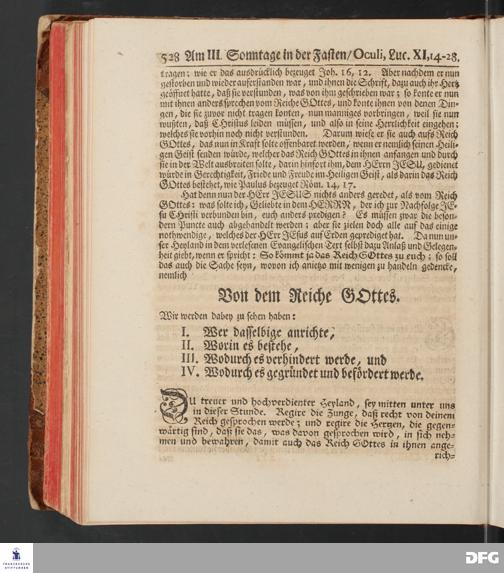 528 Am III. Sonntage in der Fasten/Oculi, Luc. XI,14-28.
tragen; wie er das ausdrücklich bezeuget Joh. 16, 12. Aber nachdem er nun
gestorben und wieder auferstanden war, und ihnen die Schrift, dazu auch ihr Hertz
geöffnet hatte, daß sie verstunden, was von ihm geschrieben war; so konte er nun
mit ihnen anders sprechen vom Reiche GOttes, und konte ihnen von denen Din-
gen, die sie zuvor nicht tragen konten, nun manniges vorbringen, weil sie nun
wußten, daß CHristus leiden müssen, und also in seine Herrlichkeit eingehen;
welches sie vorhin noch nicht verstunden. Darum wiese er sie auch aufs Reich
GOttes, das nun in Kraft solte offenbaret werden, wenn er nemlich seinen Heili-
gen Geist senden würde, welcher das Reich GOttes in ihnen anfangen und durch
sie in der Welt ausbreiten solte, darin hinfort ihm, dem HErrn JESU, gedienet
würde in Gerechtigkeit, Friede und Freude im Heiligen Geist, als darin das Reich
GOttes bestehet, wie Paulus bezeuget Röm. 14, 17.
Hat denn nun der HErr JESUS nichts anders geredet, als vom Reich
GOttes: was solte ich, Geliebte in dem HERRN, der ich zur Nachfolge JE-
su CHristi verbunden bin, euch anders predigen? Es müssen zwar die beson-
dern Puncte auch abgehandelt werden; aber sie zielen doch alle auf das einige
nothwendige, welches der HErr JEsus auf Erden geprediget hat. Da nun un-
ser Heyland in dem verlesenen Evangelischen Text selbst dazu Anlaß und Gelegen-
heit giebt, wenn er spricht: So kömmt ja das Reich GOttes zu euch; so soll
das auch die Sache seyn, wovon ich anietzo mit wenigen zu handeln gedencke,
nemlich
Von dem Reiche GOttes.
Wir werden dabey zu sehen haben:
I. Wer dasselbige anrichte,
II. Worin es bestehe,
III. Wodurch es verhindert werde, und
IV. Wodurch es gegründet und befördert werde.
DU treuer und hochverdienter Heyland, sey mitten unter uns
in dieser Stunde. Regire die Zunge, daß recht von deinem
Reich gesprochen werde; und regire die Hertzen, die gegen-
wärtig sind, daß sie das, was davon gesprochen wird, in sich neh-
men und bewahren, damit auch das Reich GOttes in ihnen ange-
rich-
FRANCKESCHE
STIFTUNGEN
DFG